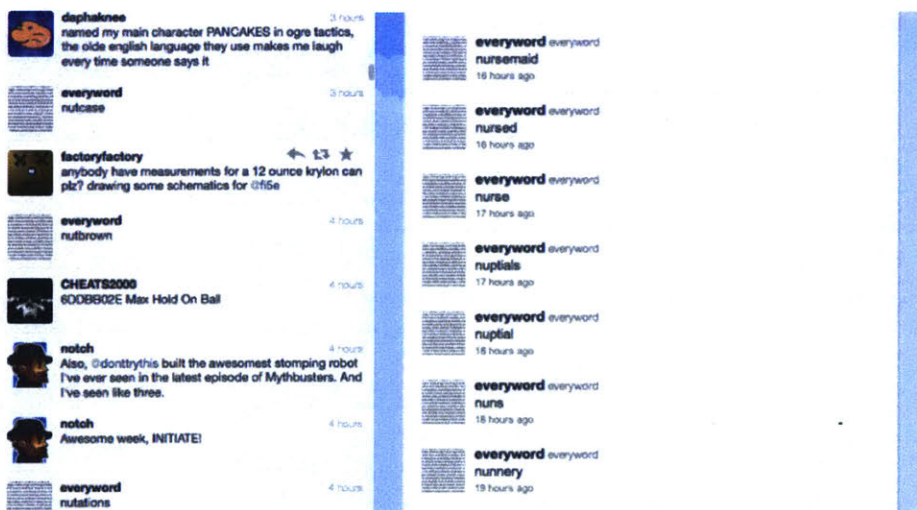 daphaknee 3 hours
named my main character PANCAKES in ogre tactics,
the olde english language they use makes me laugh
every time someone says it
everyword 3 hours
nutcase
factoryfactory
anybody have measurements for a 12 ounce krylon can
plz? drawing some schematics for @fi5e
everyword 4 hours
nutbrown
CHEATS2000 4 hours
6DDBB02E Max Hold On Ball
notch 4 hours
Also, @donttrythis built the awesomest stomping robot
I've ever seen in the latest episode of Mythbusters. And
I've seen like three.
notch 4 hours
Awesome week, INITIATE!
everyword 4 hours
nutations
everyword everyword
nursemaid
16 hours ago
everyword everyword
nursed
16 hours ago
everyword everyword
nurse
17 hours ago
everyword everyword
nuptials
17 hours ago
everyword everyword
nuptial
18 hours ago
everyword everyword
nuns
18 hours ago
everyword everyword
nunnery
19 hours ago